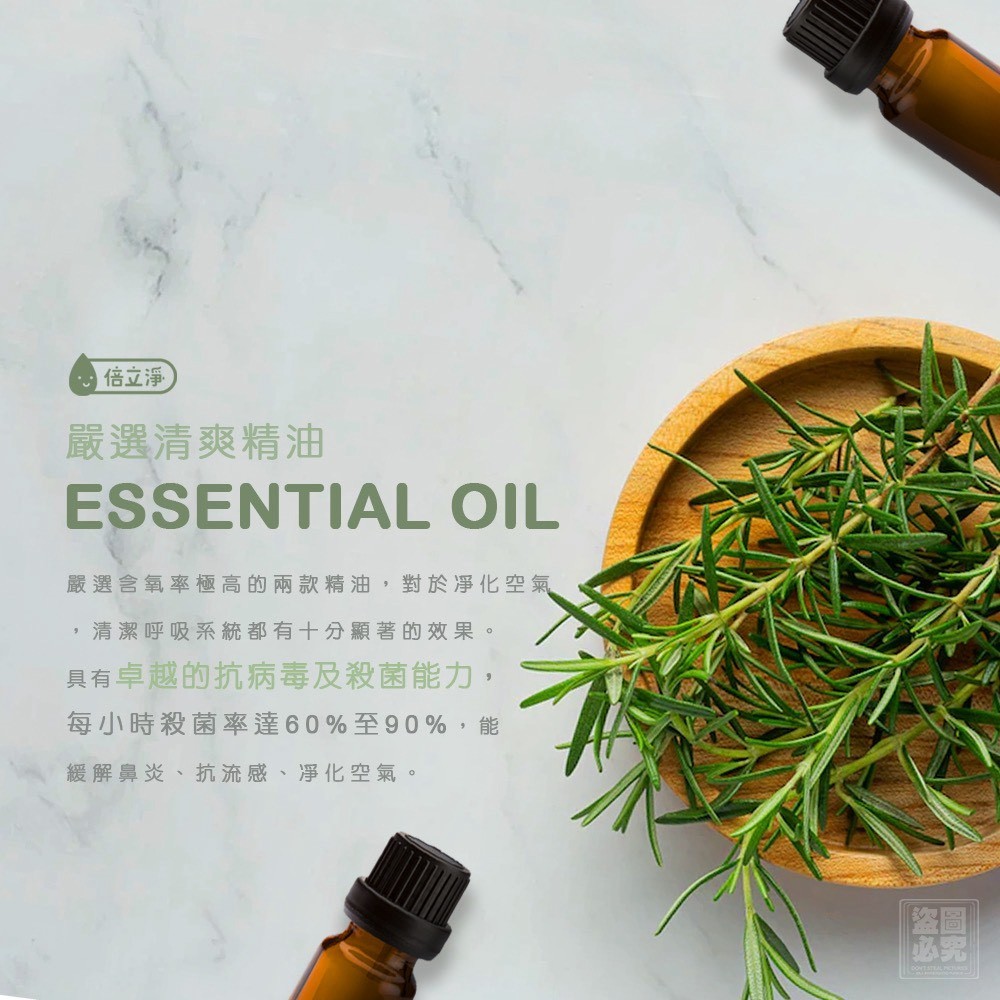 倍立淨
嚴選清爽精油
ESSENTIAL OIL
嚴選含氧率極高的兩款精油，對於凈化空氣
，清潔呼吸系統都有十分顯著的效果。
具有卓越的抗病毒及殺菌能力，
每小時殺菌率達60%至90%，能
緩解鼻炎、抗流感、凈化空氣。
盜圖
必究